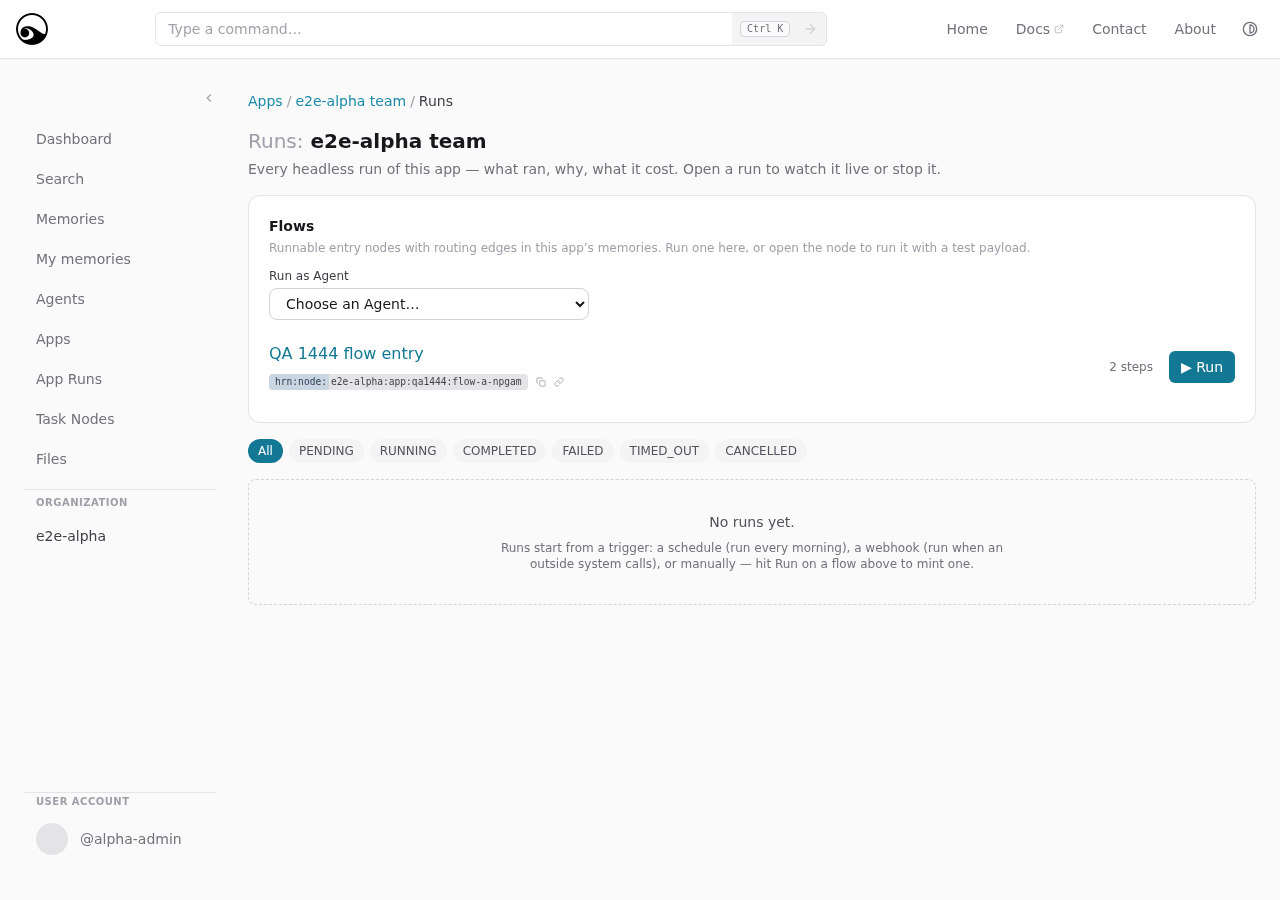 Type a command...
Ctrl K
Home
Docs
Contact
About
Dashboard
Search
Memories
My memories
Agents
Apps
App Runs
Task Nodes
Files
ORGANIZATION
e2e-alpha
USER ACCOUNT
@alpha-admin
Apps / e2e-alpha team / Runs
Runs: e2e-alpha team
Every headless run of this app — what ran, why, what it cost. Open a run to watch it live or stop it.
Flows
Runnable entry nodes with routing edges in this app’s memories. Run one here, or open the node to run it with a test payload.
Run as Agent
Choose an Agent…
QA 1444 flow entry
hrn:node:e2e-alpha:app:qa1444:flow-a-npgam
2 steps
▶ Run
All
PENDING
RUNNING
COMPLETED
FAILED
TIMED_OUT
CANCELLED
No runs yet.
Runs start from a trigger: a schedule (run every morning), a webhook (run when an
outside system calls), or manually — hit Run on a flow above to mint one.